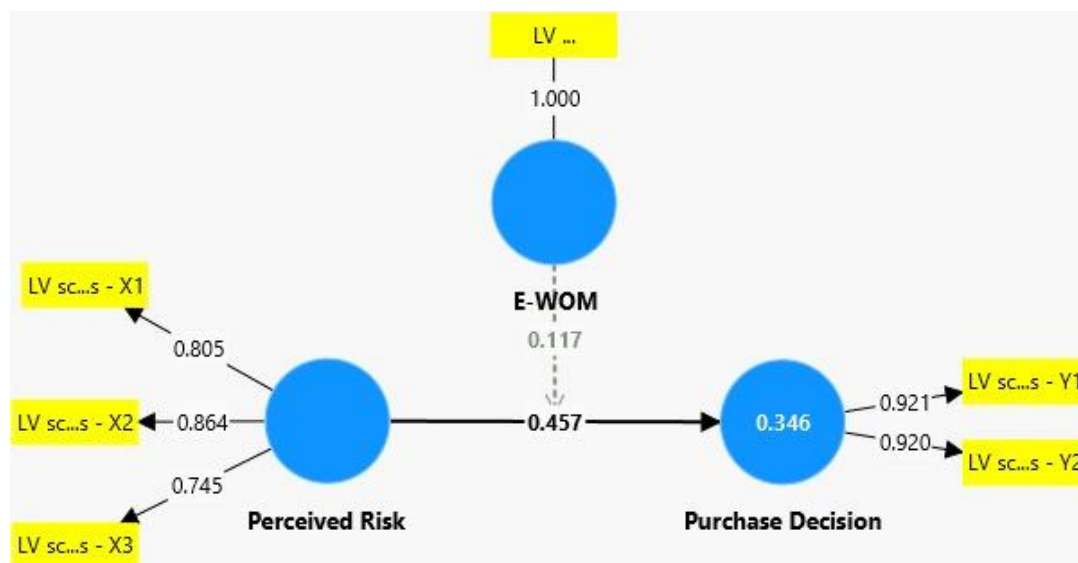 LV ...
1.000
E-WOM
0.117
LV sc...s - X1
0.805
LV sc...s - X2
0.864
0.745
LV sc...s - X3
Perceived Risk
0.457
0.346
Purchase Decision
0.921
LV sc...s - Y1
0.920
LV sc...s - Y2